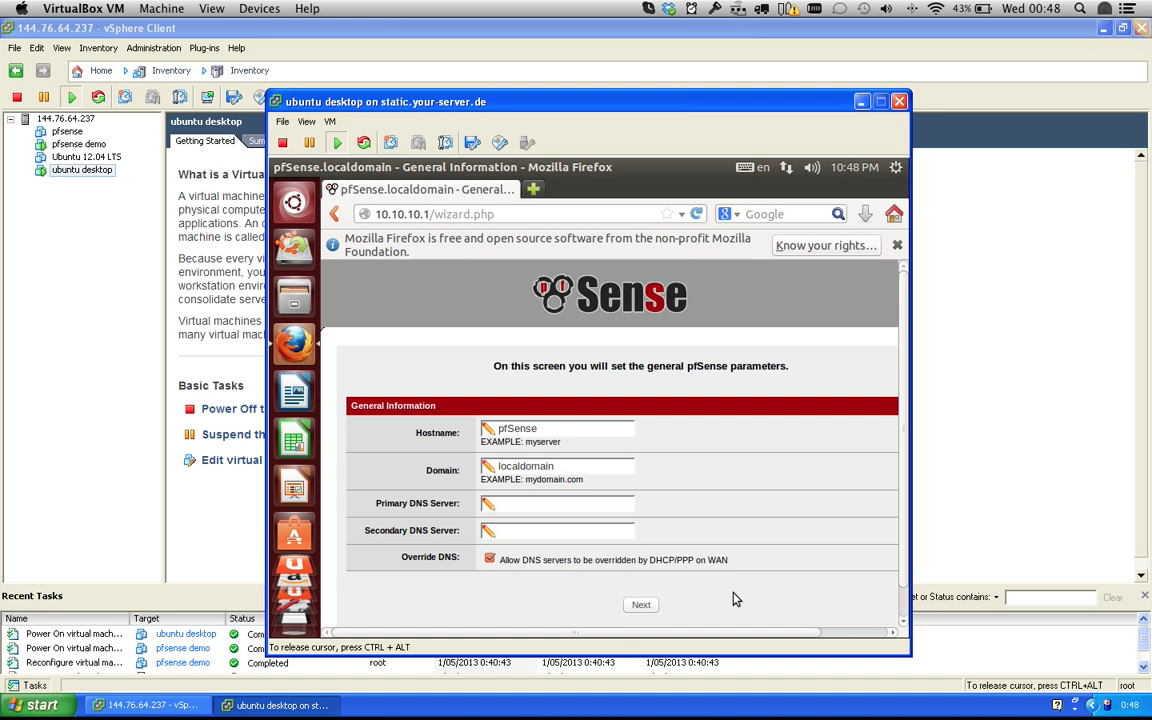 VirtualBox VM Machine View Devices Help
43% Wed 00:48
144.76.64.237 - vSphere Client
File Edit View Inventory Administration Plug-ins Help
Home Inventory Inventory
144.76.64.237
pfsense
pfsense demo
Ubuntu 12.04 LTS
ubuntu desktop
ubuntu desktop
Getting Started
What is a Virtua
A virtual machine
physical compute
applications. An o
machine is called
Because every vi
environment, you
workstation envir
consolidate serve
Virtual machines
many virtual mac
Basic Tasks
Power Off t
Suspend th
Edit virtual
ubuntu desktop on static.your-server.de
File View VM
pfSense.localdomain - General Information - Mozilla Firefox
en 10:48 PM
pfSense.localdomain - General...
10.10.10.1/wizard.php
Google
Mozilla Firefox is free and open source software from the non-profit Mozilla
Foundation.
Know your rights...
pf Sense
On this screen you will set the general pfSense parameters.
General Information
Hostname: pfSense
EXAMPLE: myserver
Domain: localdomain
EXAMPLE: mydomain.com
Primary DNS Server:
Secondary DNS Server:
Override DNS: Allow DNS servers to be overridden by DHCP/PPP on WAN
Next
To release cursor, press CTRL + ALT
Recent Tasks
et or Status contains: Clear
Name Target Status
Power On virtual mach... ubuntu desktop Com
Power On virtual mach... pfsense demo Com
Reconfigure virtual ma... pfsense demo Completed root 1/05/2013 0:40:43 1/05/2013 0:40:43 1/05/2013 0:40:43
Tasks
To release cursor, press CTRL+ALT root
start 144.76.64.237 - vSp... ubuntu desktop on st... 0:48